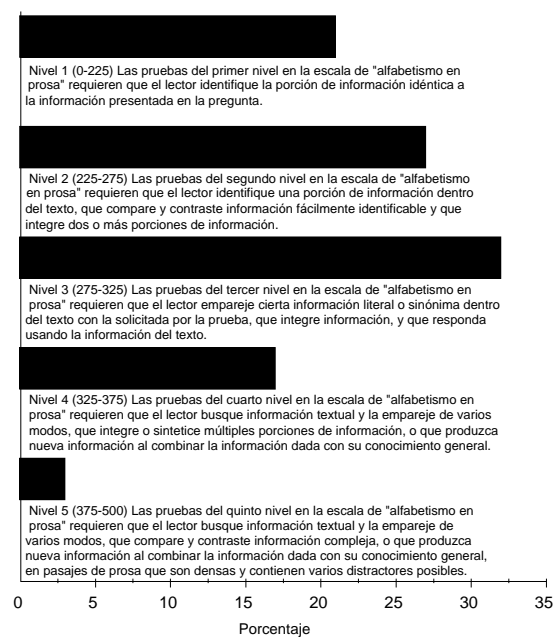 Nivel 1 (0-225) Las pruebas del primer nivel en la escala de "alfabetismo en
prosa" requieren que el lector identifique la porción de información idéntica a
la información presentada en la pregunta.
Nivel 2 (225-275) Las pruebas del segundo nivel en la escala de "alfabetismo
en prosa" requieren que el lector identifique una porción de información dentro
del texto, que compare y contraste información fácilmente identificable y que
integre dos o más porciones de información.
Nivel 3 (275-325) Las pruebas del tercer nivel en la escala de "alfabetismo en
prosa" requieren que el lector empareje cierta información literal o sinónima dentro
del texto con la solicitada por la prueba, que integre información, y que responda
usando la información del texto.
Nivel 4 (325-375) Las pruebas del cuarto nivel en la escala de "alfabetismo en
prosa" requieren que el lector busque información textual y la empareje de varios
modos, que integre o sintetice múltiples porciones de información, o que produzca
nueva información al combinar la información dada con su conocimiento general.
Nivel 5 (375-500) Las pruebas del quinto nivel en la escala de "alfabetismo en
prosa" requieren que el lector busque información textual y la empareje de
varios modos, que compare y contraste información compleja, o que produzca
nueva información al combinar la información dada con su conocimiento general,
en pasajes de prosa que son densas y contienen varios distractores posibles.
0 5 10 15 20 25 30 35
Porcentaje